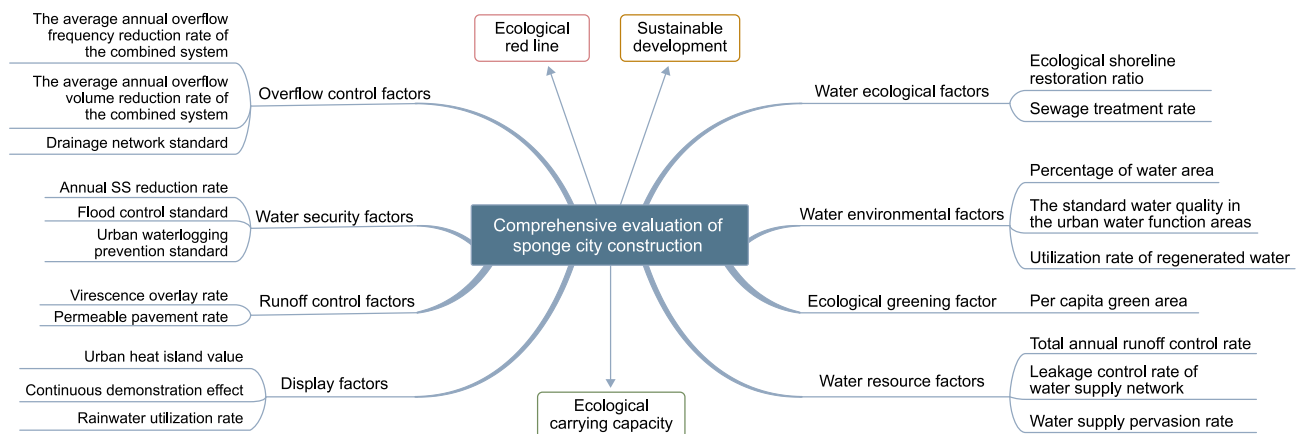 The average annual overflow
frequency reduction rate of
the combined system
The average annual overflow
volume reduction rate of
the combined system
Drainage network standard
Overflow control factors
Annual SS reduction rate
Flood control standard
Urban waterlogging
prevention standard
Water security factors
Virescence overlay rate
Permeable pavement rate
Runoff control factors
Urban heat island value
Continuous demonstration effect
Rainwater utilization rate
Display factors
Ecological
red line
Sustainable
development
Comprehensive evaluation of
sponge city construction
Ecological
carrying capacity
Water ecological factors
Ecological shoreline
restoration ratio
Sewage treatment rate
Water environmental factors
Percentage of water area
The standard water quality in
the urban water function areas
Utilization rate of regenerated water
Ecological greening factor
Per capita green area
Water resource factors
Total annual runoff control rate
Leakage control rate of
water supply network
Water supply pervasion rate